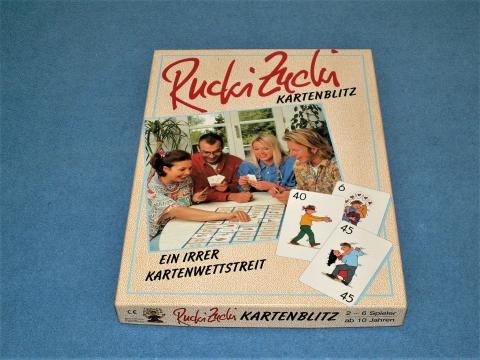 Rucki Zucki
KARTENBLITZ
6
40
45
EIN IRRER
KARTENWETTSTREIT
45
CE
Rucki Zucki KARTENBLITZ
2 - 6 Spieler
ab 10 Jahren